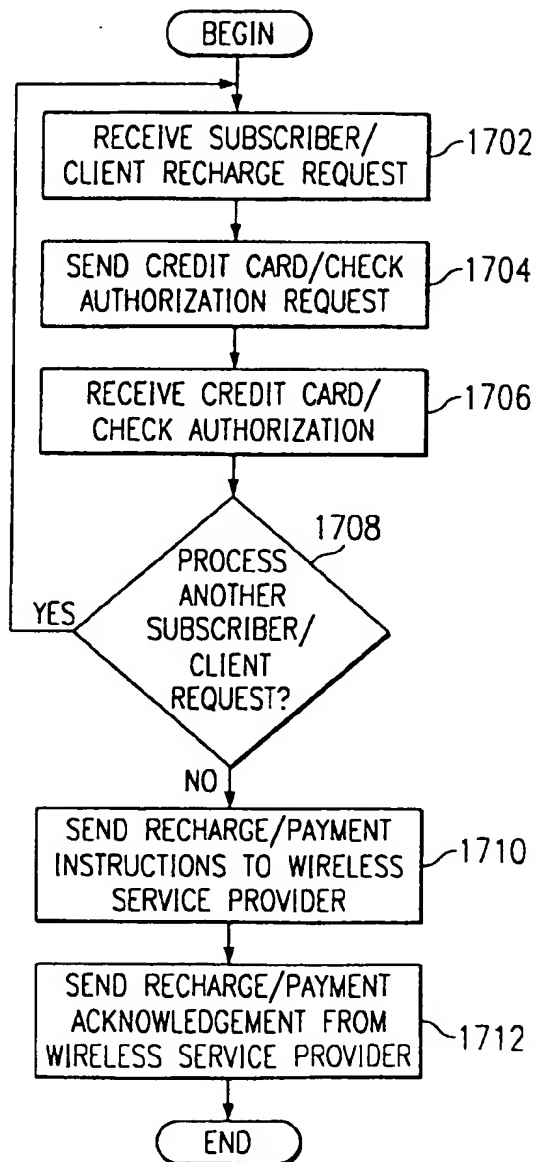 BEGIN
RECEIVE SUBSCRIBER/
CLIENT RECHARGE REQUEST
1702
SEND CREDIT CARD/CHECK
AUTHORIZATION REQUEST
1704
RECEIVE CREDIT CARD/
CHECK AUTHORIZATION
1706
1708
PROCESS
ANOTHER
SUBSCRIBER/
CLIENT
REQUEST?
YES
NO
SEND RECHARGE/PAYMENT
INSTRUCTIONS TO WIRELESS
SERVICE PROVIDER
1710
SEND RECHARGE/PAYMENT
ACKNOWLEDGEMENT FROM
WIRELESS SERVICE PROVIDER
1712
END